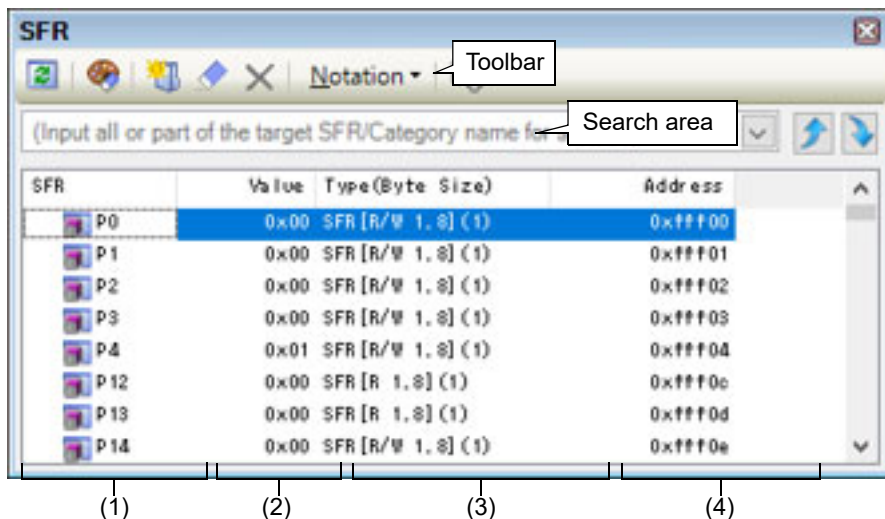 SFR
Notation
Toolbar
(Input all or part of the target SFR/Category name for
Search area
SFR Value Type(Byte Size) Address
P0 0x00 SFR[R/W 1,8](1) 0xfff00
P1 0x00 SFR[R/W 1,8](1) 0xfff01
P2 0x00 SFR[R/W 1,8](1) 0xfff02
P3 0x00 SFR[R/W 1,8](1) 0xfff03
P4 0x01 SFR[R/W 1,8](1) 0xfff04
P12 0x00 SFR[R 1,8](1) 0xfff0c
P13 0x00 SFR[R 1,8](1) 0xfff0d
P14 0x00 SFR[R/W 1,8](1) 0xfff0e
(1) (2) (3) (4)